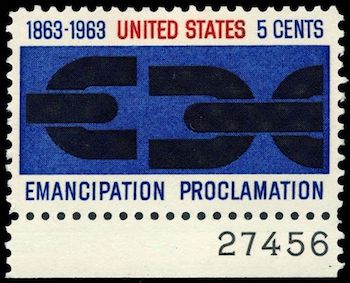 1863-1963 UNITED STATES 5 CENTS
EMANCIPATION PROCLAMATION
27456